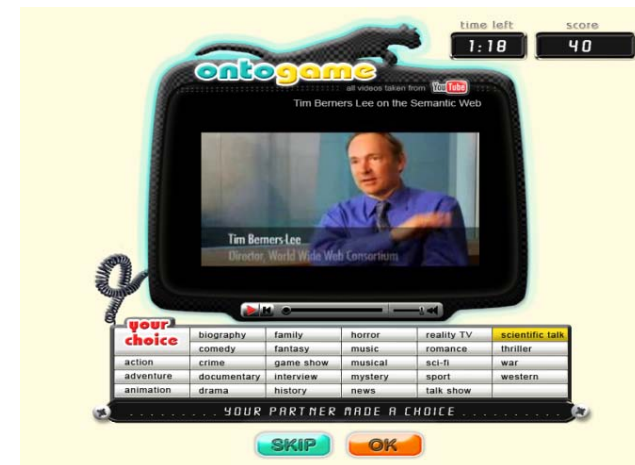 time left score
1:18 40
ontogame
all videos taken from YouTube
Tim Berners Lee on the Semantic Web
Tim Berners-Lee
Director, World Wide Web Consortium
your choice
action
adventure
animation
biography
comedy
crime
documentary
drama
family
fantasy
game show
interview
history
horror
music
musical
mystery
news
reality TV
romance
sci-fi
sport
talk show
scientific talk
thriller
war
western
. . . . . . . . . YOUR PARTNER MADE A CHOICE . . . . . . . . .
SKIP OK